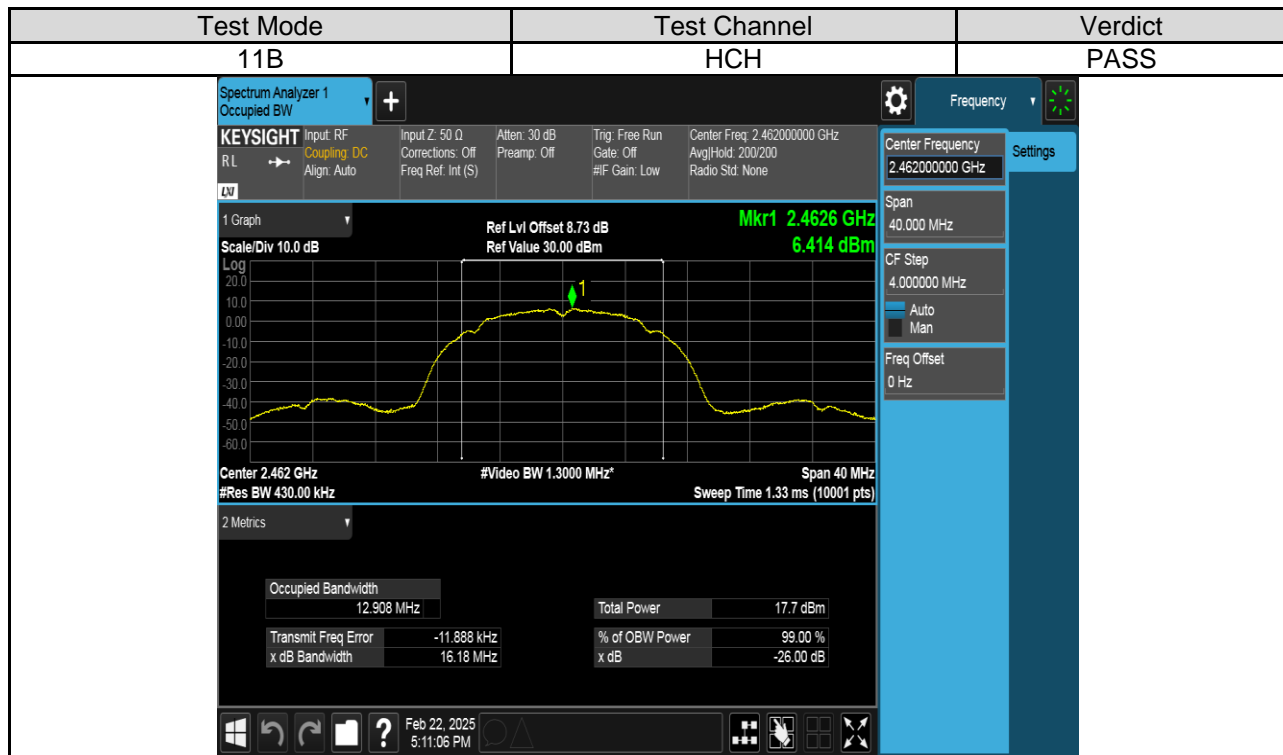 Test Mode Test Channel Verdict
11B HCH PASS
Spectrum Analyzer 1
Occupied BW
+
Frequency
KEYSIGHT Input: RF Input Z: 50 Ω Atten: 30 dB Trig: Free Run Center Freq: 2.462000000 GHz
RL Coupling: DC Corrections: Off Preamp: Off Gate: Off Avg|Hold: 200/200
Align: Auto Freq Ref: Int (S) #IF Gain: Low Radio Std: None
LXI
Center Frequency
2.462000000 GHz
Settings
Span
40.000 MHz
CF Step
4.000000 MHz
Auto
Man
Freq Offset
0 Hz
1 Graph
Ref Lvl Offset 8.73 dB
Mkr1 2.4626 GHz
Scale/Div 10.0 dB
Ref Value 30.00 dBm
6.414 dBm
Log
20.0
10.0
0.00
-10.0
-20.0
-30.0
-40.0
-50.0
-60.0
1
Center 2.462 GHz #Video BW 1.3000 MHz* Span 40 MHz
#Res BW 430.00 kHz Sweep Time 1.33 ms (10001 pts)
2 Metrics
Occupied Bandwidth
12.908 MHz
Total Power 17.7 dBm
Transmit Freq Error -11.888 kHz % of OBW Power 99.00 %
x dB Bandwidth 16.18 MHz x dB -26.00 dB
?
Feb 22, 2025
5:11:06 PM